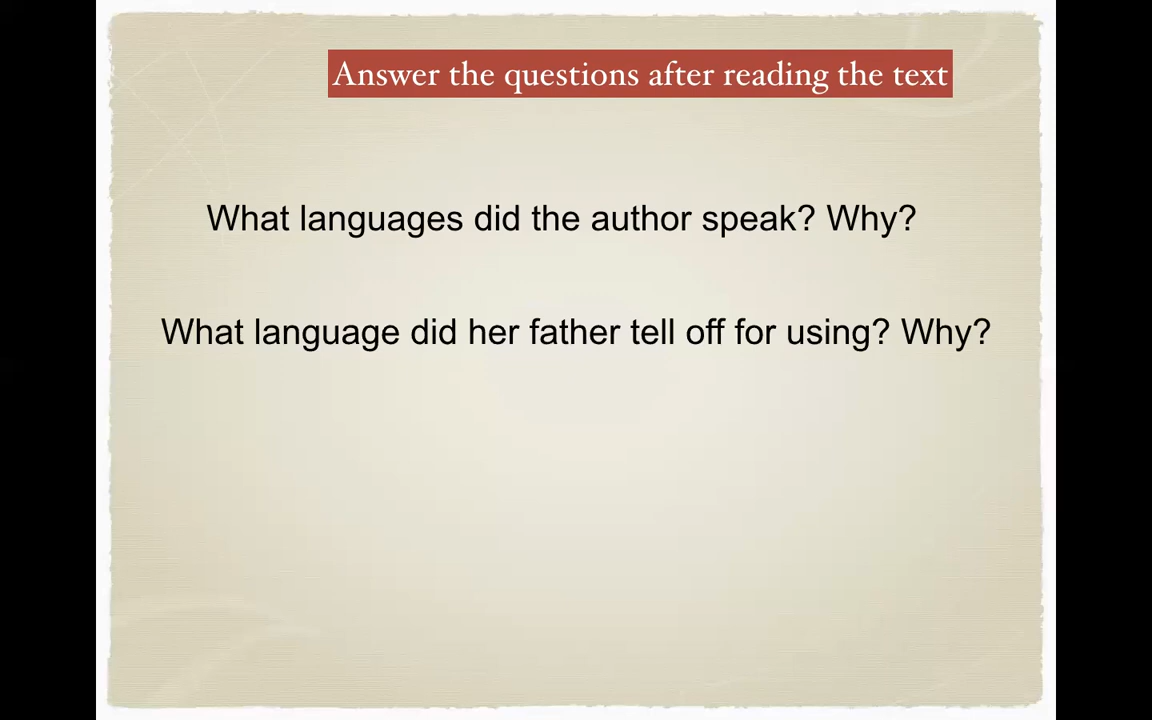 Answer the questions after reading the text
What languages did the author speak? Why?
What language did her father tell off for using? Why?